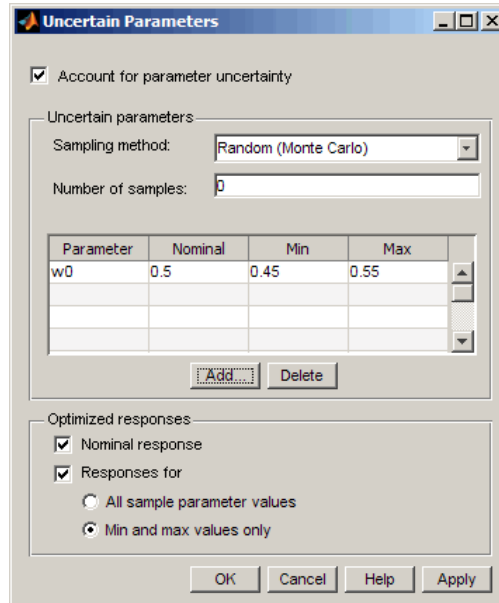 Uncertain Parameters
Account for parameter uncertainty
Uncertain parameters
Sampling method: Random (Monte Carlo)
Number of samples: 0
Parameter Nominal Min Max
w0 0.5 0.45 0.55
Add... Delete
Optimized responses
Nominal response
Responses for
All sample parameter values
Min and max values only
OK Cancel Help Apply